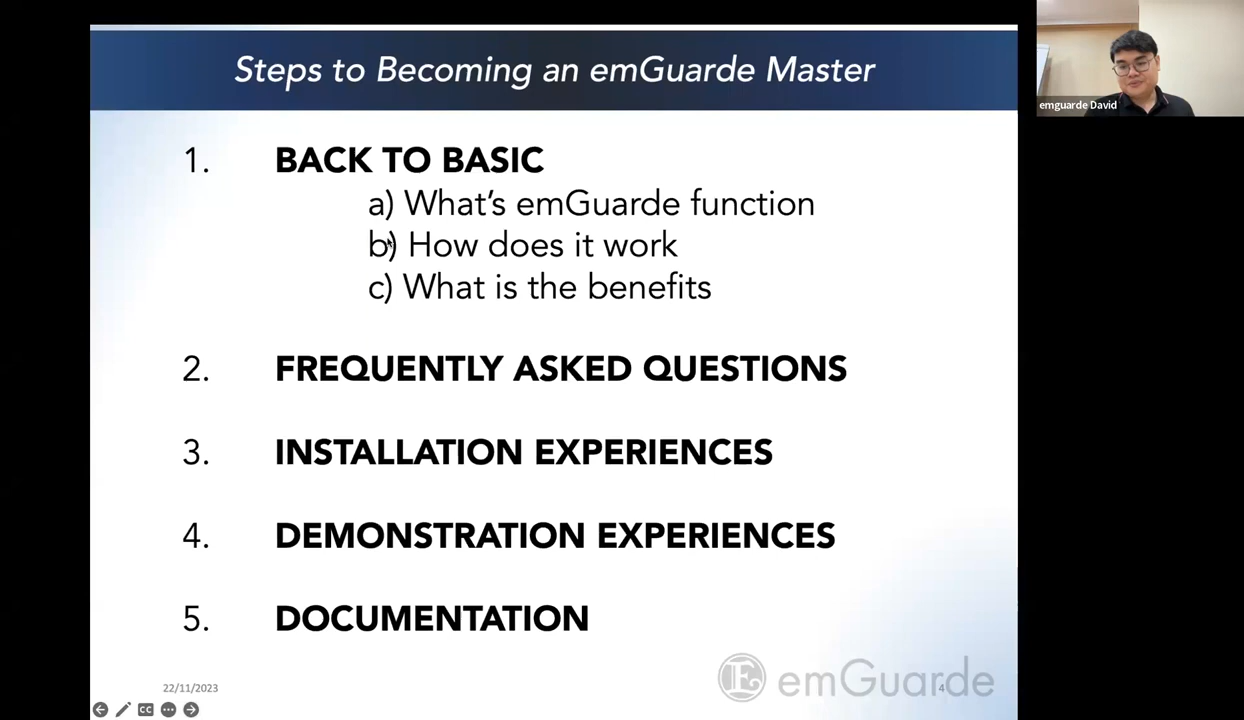 Steps to Becoming an emGuarde Master
emguarde David
1. BACK TO BASIC
a) What's emGuarde function
b) How does it work
c) What is the benefits
2. FREQUENTLY ASKED QUESTIONS
3. INSTALLATION EXPERIENCES
4. DEMONSTRATION EXPERIENCES
5. DOCUMENTATION
22/11/2023
4
E emGuarde
CC